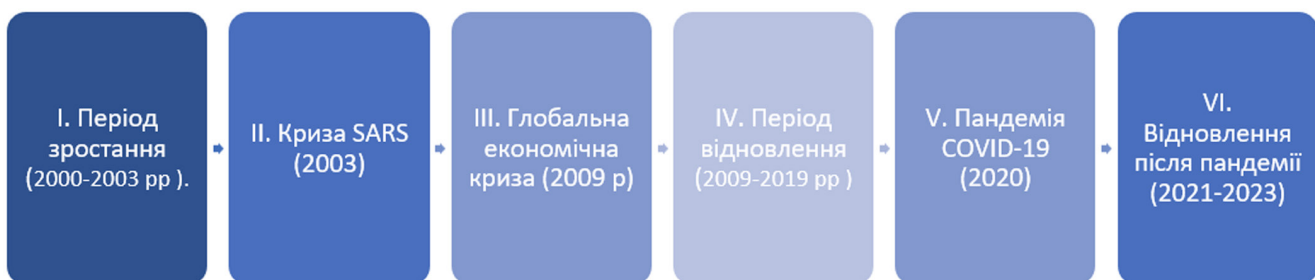 I. Період
зростання
(2000-2003 рр ).
II. Криза SARS
(2003)
III. Глобальна
економічна
криза (2009 р)
IV. Період
відновлення
(2009-2019 рр )
V. Пандемія
COVID-19
(2020)
VI.
Відновлення
після пандемії
(2021-2023)